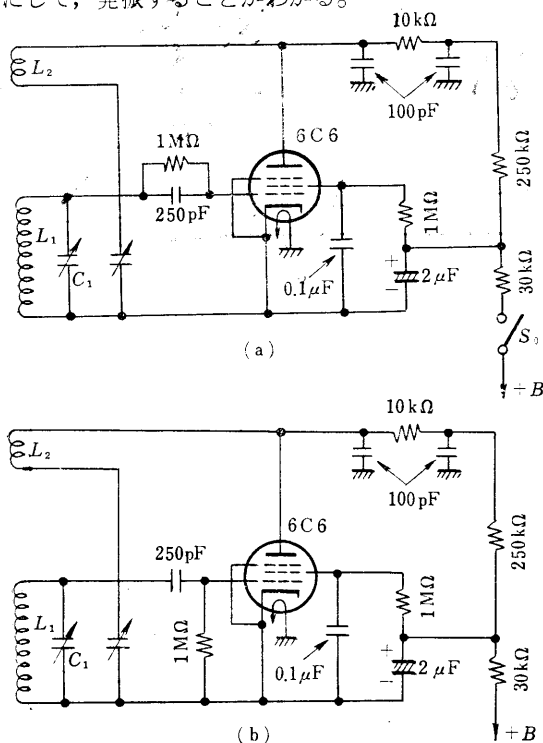 にして，発振することがわかる。
10kΩ
L₂
100pF
1MΩ
6C6
250kΩ
250pF
1MΩ
L₁
C₁
0.1μF
+
−
2μF
30kΩ
S₀
(a)
+B
10kΩ
L₂
100pF
6C6
250pF
250kΩ
1MΩ
L₁
C₁
1MΩ
0.1μF
+
−
2μF
30kΩ
(b)
+B